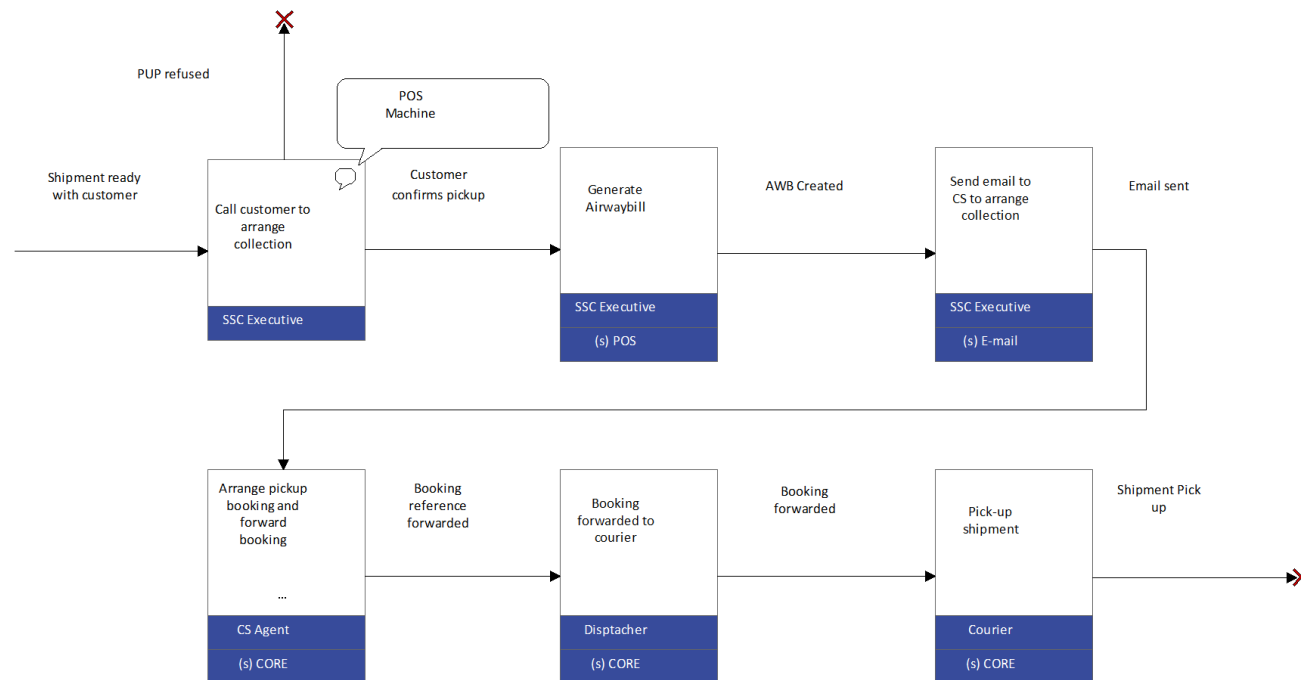 PUP refused
POS
Machine
Shipment ready
with customer
Call customer to
arrange
collection
SSC Executive
Customer
confirms pickup
Generate
Airwaybill
SSC Executive
(s) POS
AWB Created
Send email to
CS to arrange
collection
SSC Executive
(s) E-mail
Email sent
Arrange pickup
booking and
forward
booking
...
CS Agent
(s) CORE
Booking
reference
forwarded
Booking
forwarded to
courier
Disptacher
(s) CORE
Booking
forwarded
Pick-up
shipment
Courier
(s) CORE
Shipment Pick
up